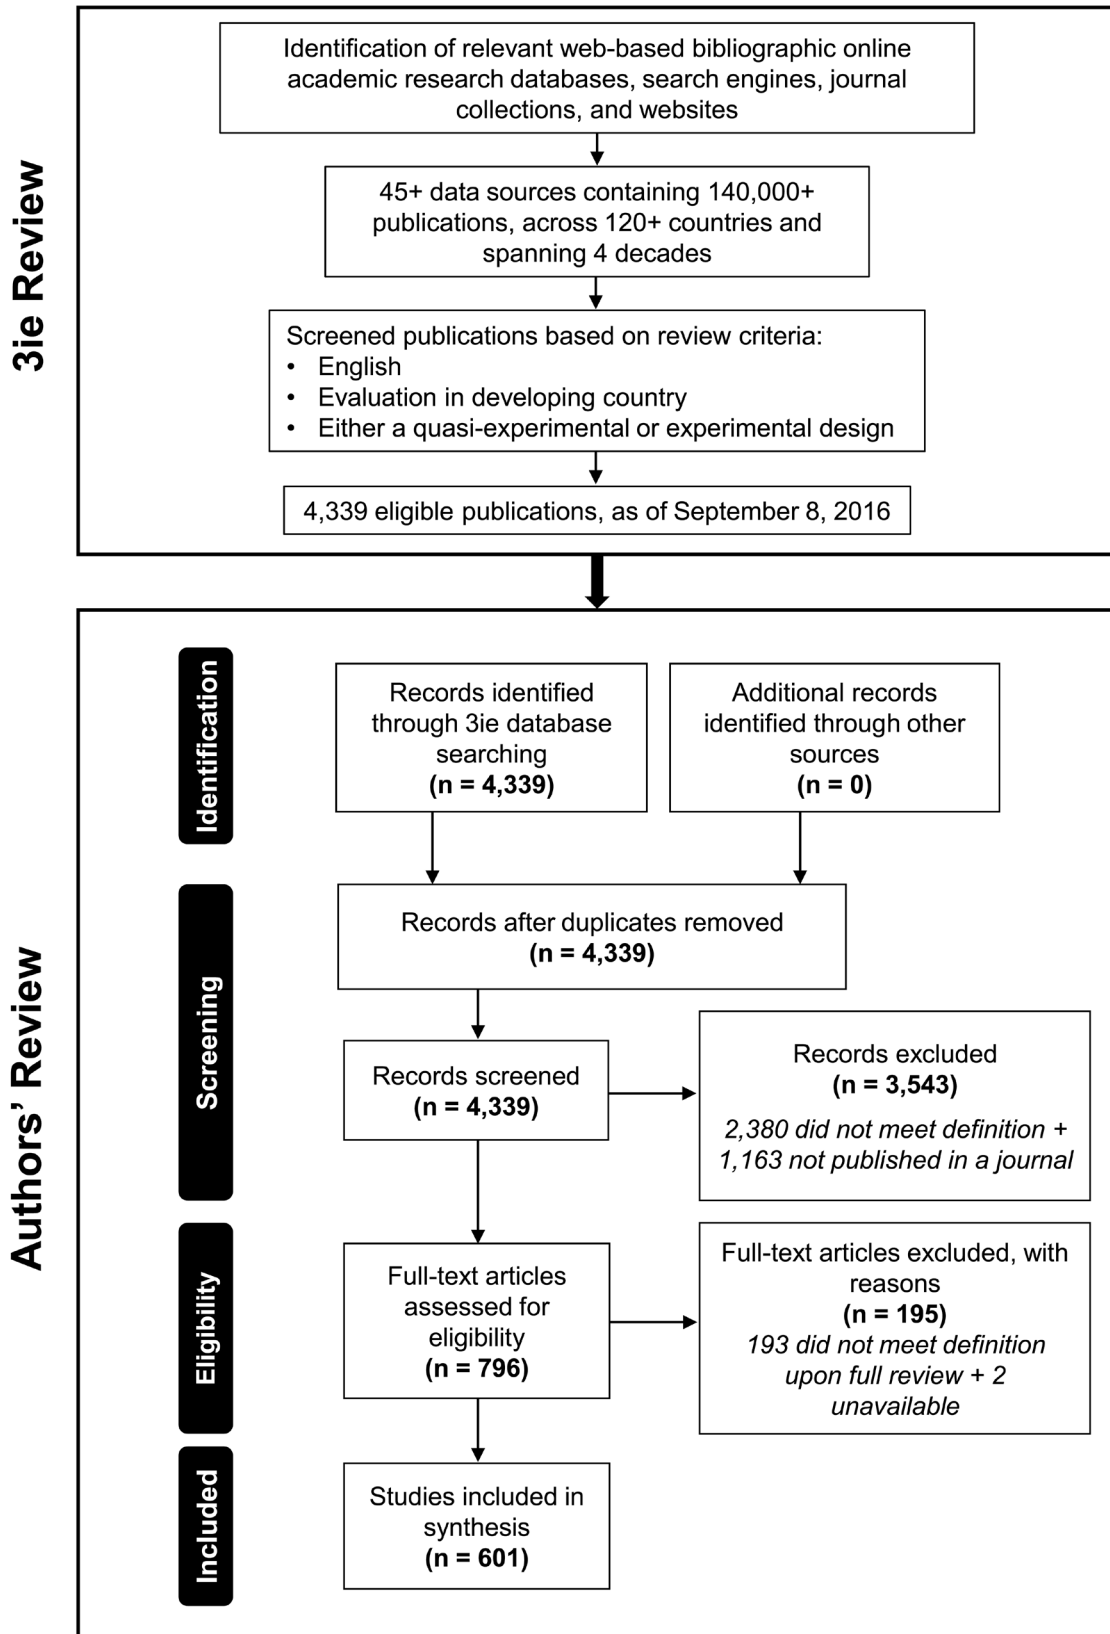 3ie Review
Identification of relevant web-based bibliographic online
academic research databases, search engines, journal
collections, and websites
45+ data sources containing 140,000+
publications, across 120+ countries and
spanning 4 decades
Screened publications based on review criteria:
• English
• Evaluation in developing country
• Either a quasi-experimental or experimental design
4,339 eligible publications, as of September 8, 2016
Authors’ Review
Identification
Records identified
through 3ie database
searching
(n = 4,339)
Additional records
identified through other
sources
(n = 0)
Screening
Records after duplicates removed
(n = 4,339)
Records screened
(n = 4,339)
Records excluded
(n = 3,543)
2,380 did not meet definition +
1,163 not published in a journal
Eligibility
Full-text articles
assessed for
eligibility
(n = 796)
Full-text articles excluded, with
reasons
(n = 195)
193 did not meet definition
upon full review + 2
unavailable
Included
Studies included in
synthesis
(n = 601)